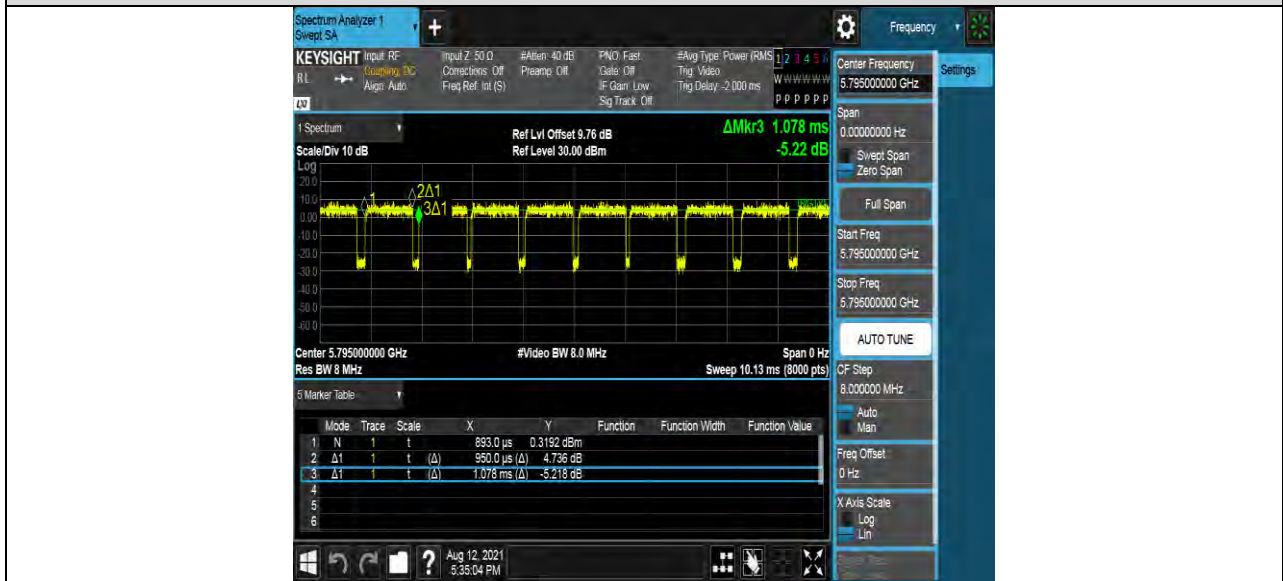 Spectrum Analyzer 1
Swept SA
+
Frequency
KEYSIGHT
RL
LXI
Input: RF
Coupling: DC
Align: Auto
Input Z: 50 Ω
Corrections: Off
Freq Ref: Int (S)
#Atten: 40 dB
Preamp: Off
PNO: Fast
Gate: Off
IF Gain: Low
Sig Track: Off
#Avg Type: Power (RMS
Trig: Video
Trig Delay: -2.000 ms
1 2 3 4 5 6
W W W W W W
P P P P P P
Center Frequency
5.795000000 GHz
Settings
Span
0.00000000 Hz
Swept Span
Zero Span
Full Span
Start Freq
5.795000000 GHz
Stop Freq
5.795000000 GHz
AUTO TUNE
CF Step
8.000000 MHz
Auto
Man
Freq Offset
0 Hz
X Axis Scale
Log
Lin
1 Spectrum
Scale/Div 10 dB
Ref Lvl Offset 9.76 dB
Ref Level 30.00 dBm
ΔMkr3 1.078 ms
-5.22 dB
Log
20.0
10.0
0.00
-10.0
-20.0
-30.0
-40.0
-50.0
-60.0
1
2Δ1
3Δ1
Center 5.795000000 GHz
#Video BW 8.0 MHz
Span 0 Hz
Res BW 8 MHz
Sweep 10.13 ms (8000 pts)
5 Marker Table
Mode Trace Scale X Y Function Function Width Function Value
1 N 1 t 893.0 µs 0.3192 dBm
2 Δ1 1 t (Δ) 950.0 µs (Δ) 4.736 dB
3 Δ1 1 t (Δ) 1.078 ms (Δ) -5.218 dB
4
5
6
?
Aug 12, 2021
5:35:04 PM